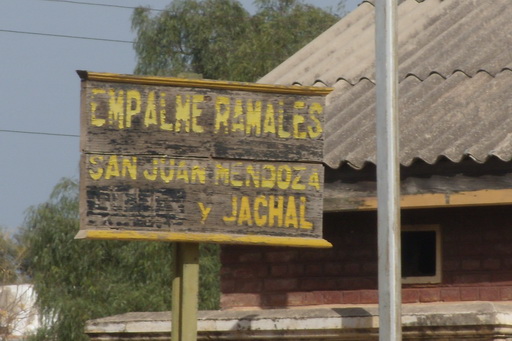 EMPALME RAMALES
SAN JUAN MENDOZA
y JACHAL